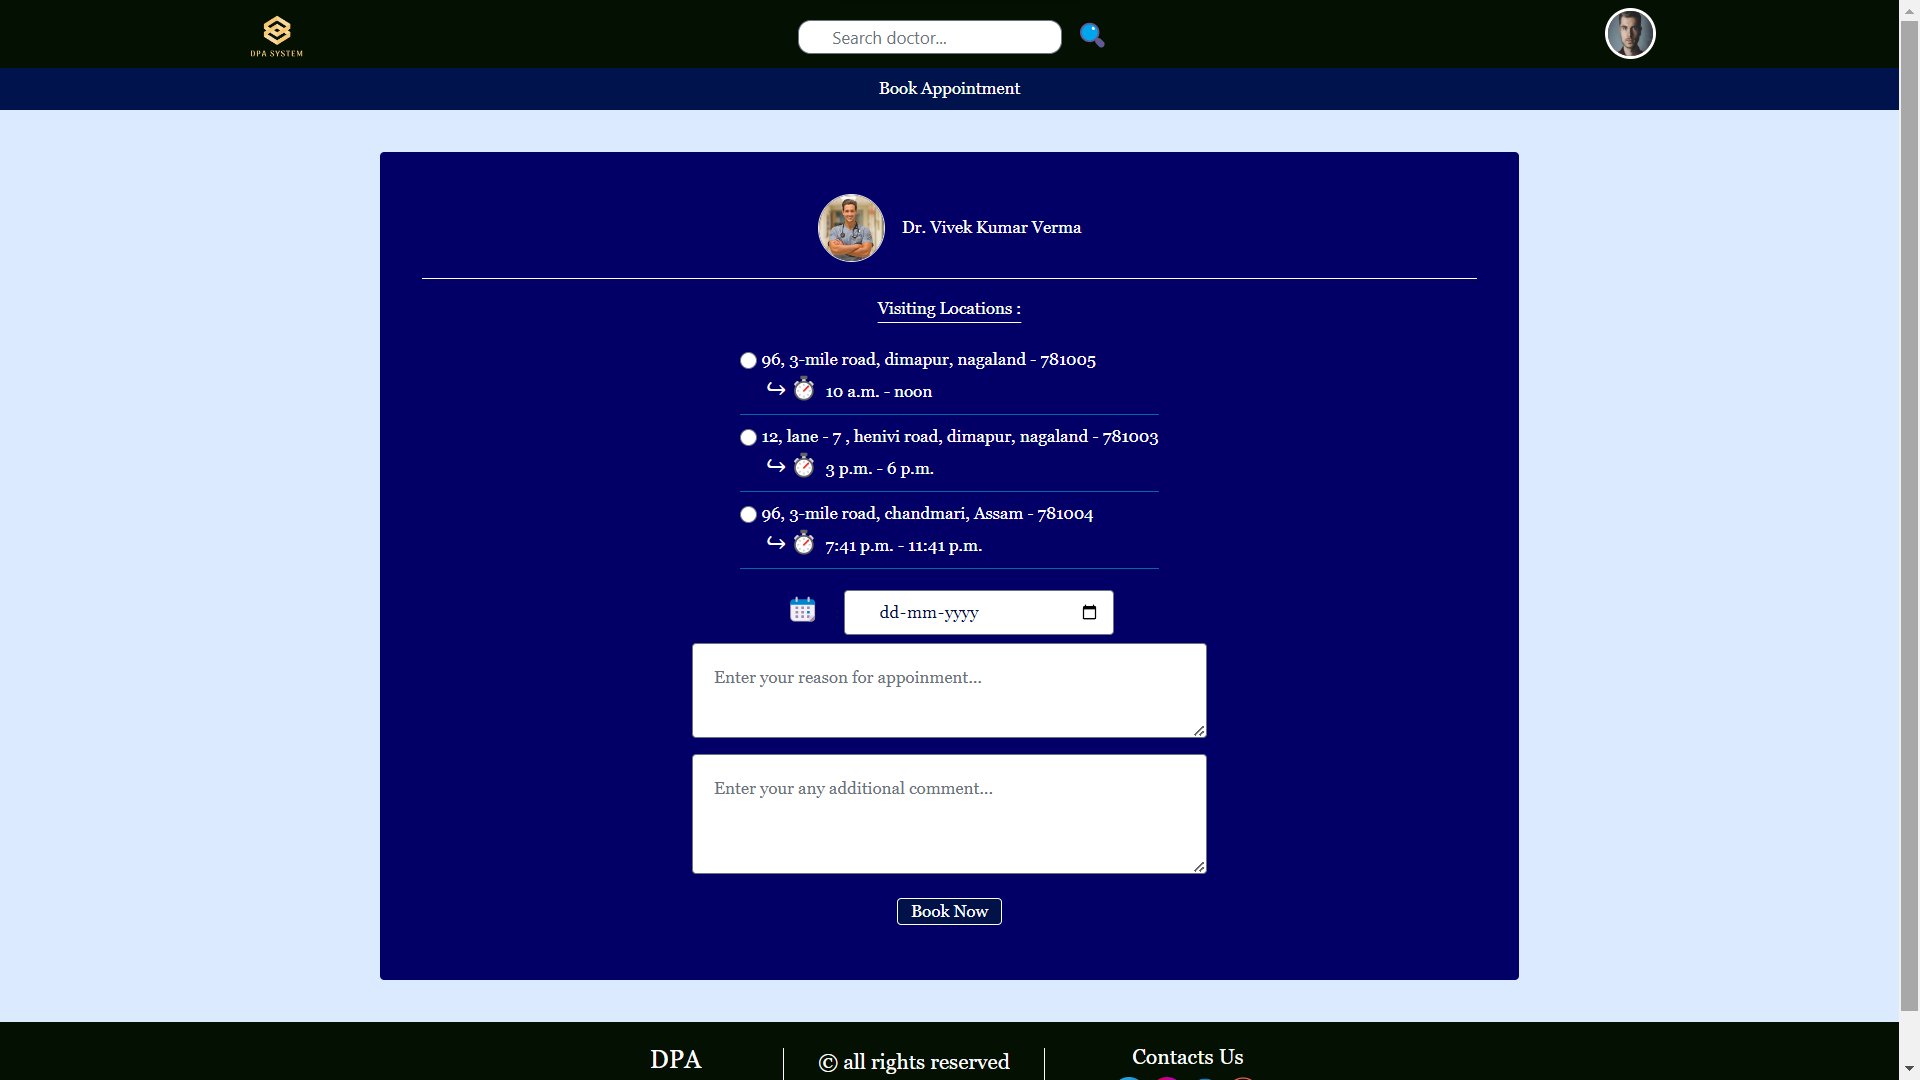 DPA SYSTEM
Search doctor...
Book Appointment
Dr. Vivek Kumar Verma
Visiting Locations :
96, 3-mile road, dimapur, nagaland - 781005
10 a.m. - noon
12, lane - 7 , henivi road, dimapur, nagaland - 781003
3 p.m. - 6 p.m.
96, 3-mile road, chandmari, Assam - 781004
7:41 p.m. - 11:41 p.m.
dd-mm-yyyy
Enter your reason for appoinment...
Enter your any additional comment...
Book Now
DPA
© all rights reserved
Contacts Us